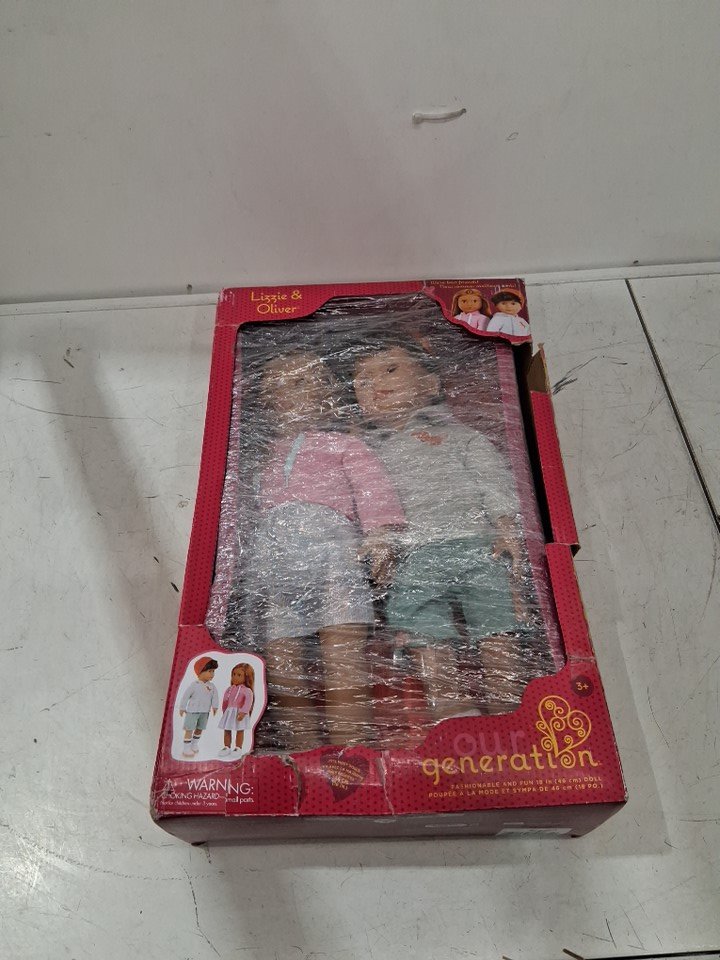 Lizzie &
Oliver
3+
our
generation
FASHIONABLE AND FUN 18 in (46 cm) DOLL
POUPÉE À LA MODE ET SYMPA DE 46 cm (18 PO.)
WARNING:
CHOKING HAZARD
small parts.